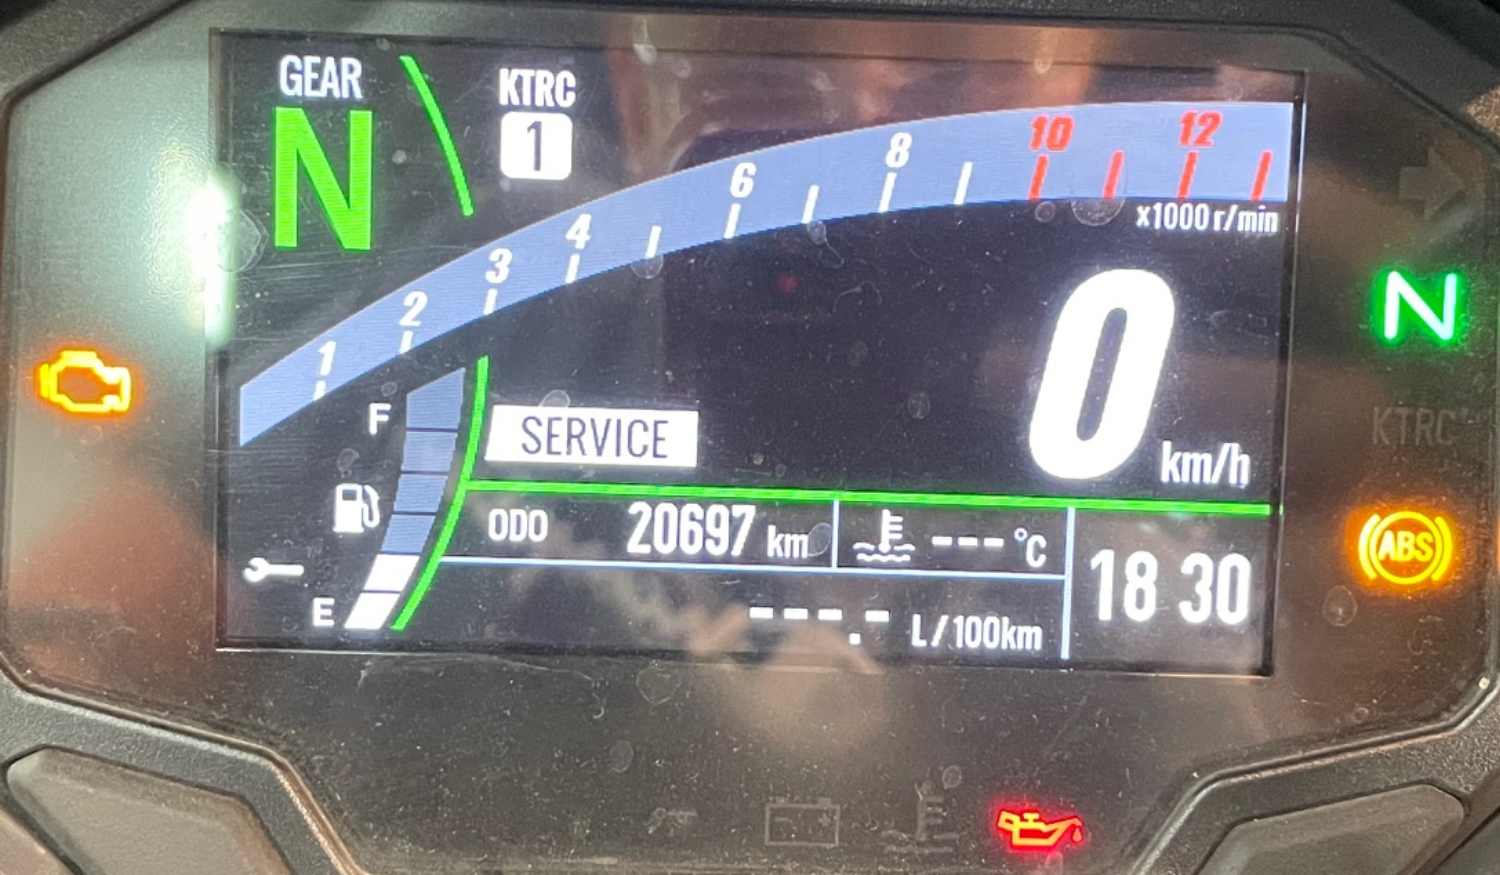 GEAR
N
KTRC
1
1 2 3 4 6 8 10 12
x1000 r/min
0 km/h
N
KTRC
F
SERVICE
ODO 20697 km
---°C
18 30
ABS
E
---.- L/100km